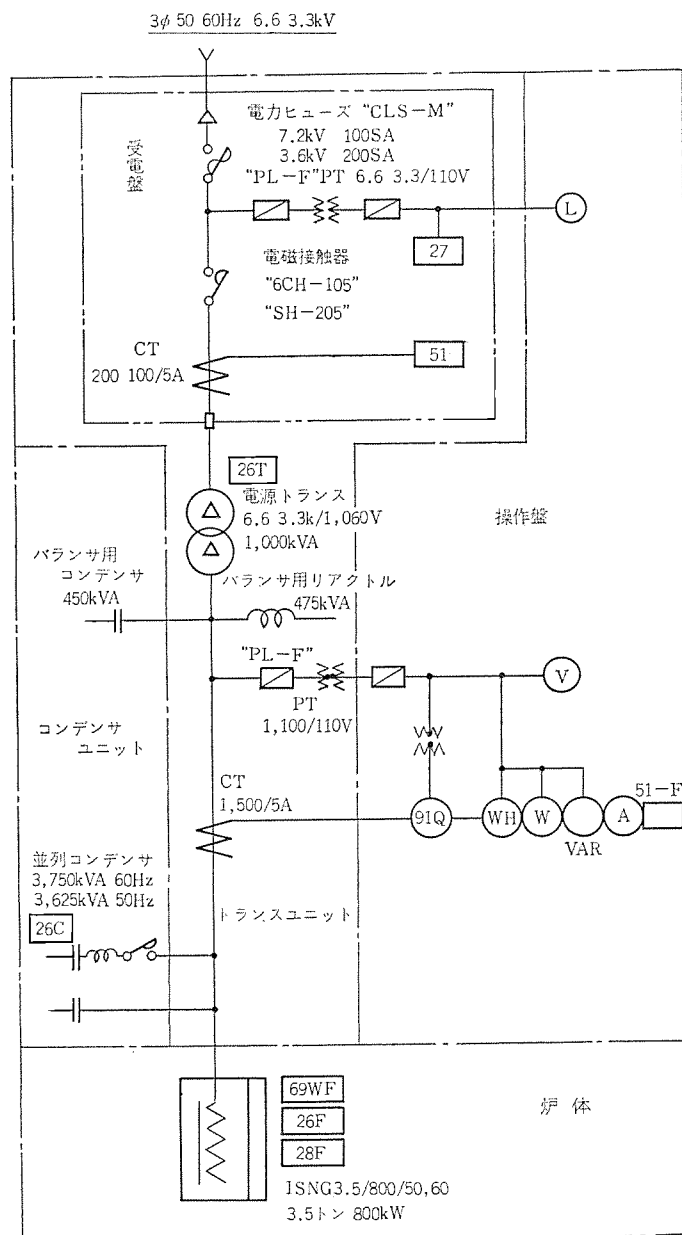 3φ 50 60Hz 6.6 3.3kV
受電盤
電力ヒューズ “CLS-M”
7.2kV 100SA
3.6kV 200SA
“PL-F”PT 6.6 3.3/110V
L
27
電磁接触器
“6CH-105”
“SH-205”
CT
200 100/5A
51
26T
電源トランス
6.6 3.3k/1,060V
1,000kVA
操作盤
バランサ用
コンデンサ
450kVA
バランサ用リアクトル
475kVA
“PL-F”
PT
1,100/110V
V
コンデンサ
ユニット
CT
1,500/5A
91Q
WH
W
VAR
A
51-F
並列コンデンサ
3,750kVA 60Hz
3,625kVA 50Hz
26C
トランスユニット
69WF
26F
28F
炉体
ISNG3.5/800/50,60
3.5トン 800kW